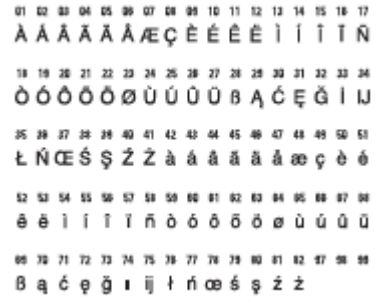 01 02 03 04 05 06 07 08 09 10 11 12 13 14 15 16 17
À Á Â Ã Ä Å Æ Ç È É Ê Ë Ì Í Î Ï Ñ
18 19 20 21 22 23 24 25 26 27 28 29 30 31 32 33 34
Ò Ó Ô Õ Ö Ø Ù Ú Û Ü ß Ą Ć Ę Ğ İ IJ
35 36 37 38 39 40 41 42 43 44 45 46 47 48 49 50 51
Ł Ń Œ Ś Ş Ź Ż à á â ã ä å æ ç è é
52 53 54 55 56 57 58 59 60 61 62 63 64 65 66 67 68
ê ë ì í î ï ñ ò ó ô õ ö ø ù ú û ü
69 70 71 72 73 74 75 76 77 78 79 80 81 82 97 98
ß ą ć ę ğ ı ij ł ń œ ś ş ź ż